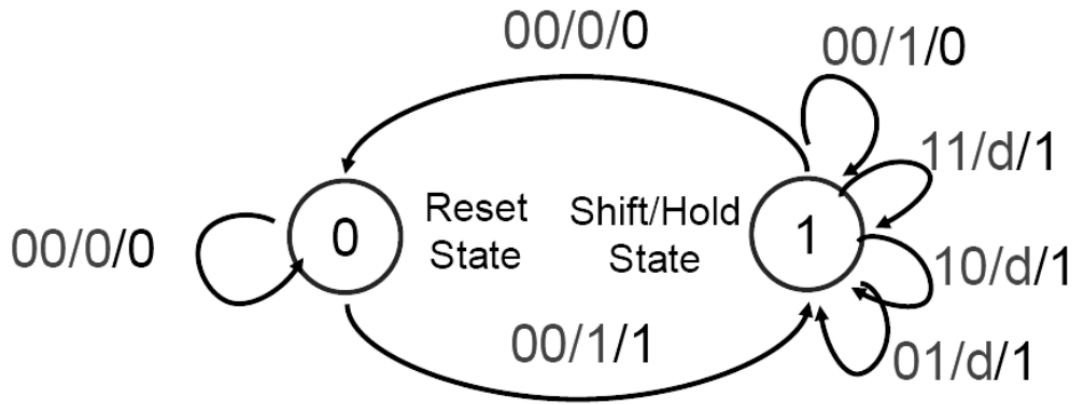 00/0/0
00/1/0
11/d/1
Reset
State
Shift/Hold
State
0
1
00/0/0
10/d/1
00/1/1
01/d/1